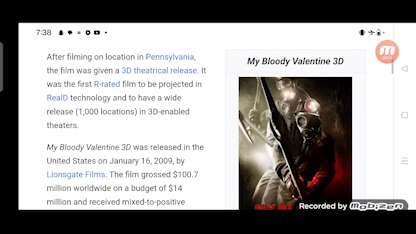 7:38
After filming on location in Pennsylvania,
the film was given a 3D theatrical release. It
was the first R-rated film to be projected in
RealD technology and to have a wide
release (1,000 locations) in 3D-enabled
theaters.
My Bloody Valentine 3D was released in the
United States on January 16, 2009, by
Lionsgate Films. The film grossed $100.7
million worldwide on a budget of $14
million and received mixed-to-positive
My Bloody Valentine 3D
Recorded by Mobizen